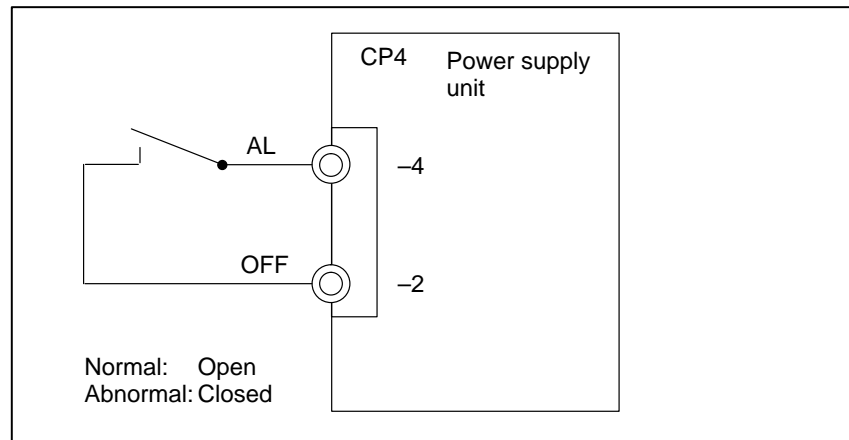 CP4
Power supply
unit
AL
–4
OFF
–2
Normal: Open
Abnormal: Closed